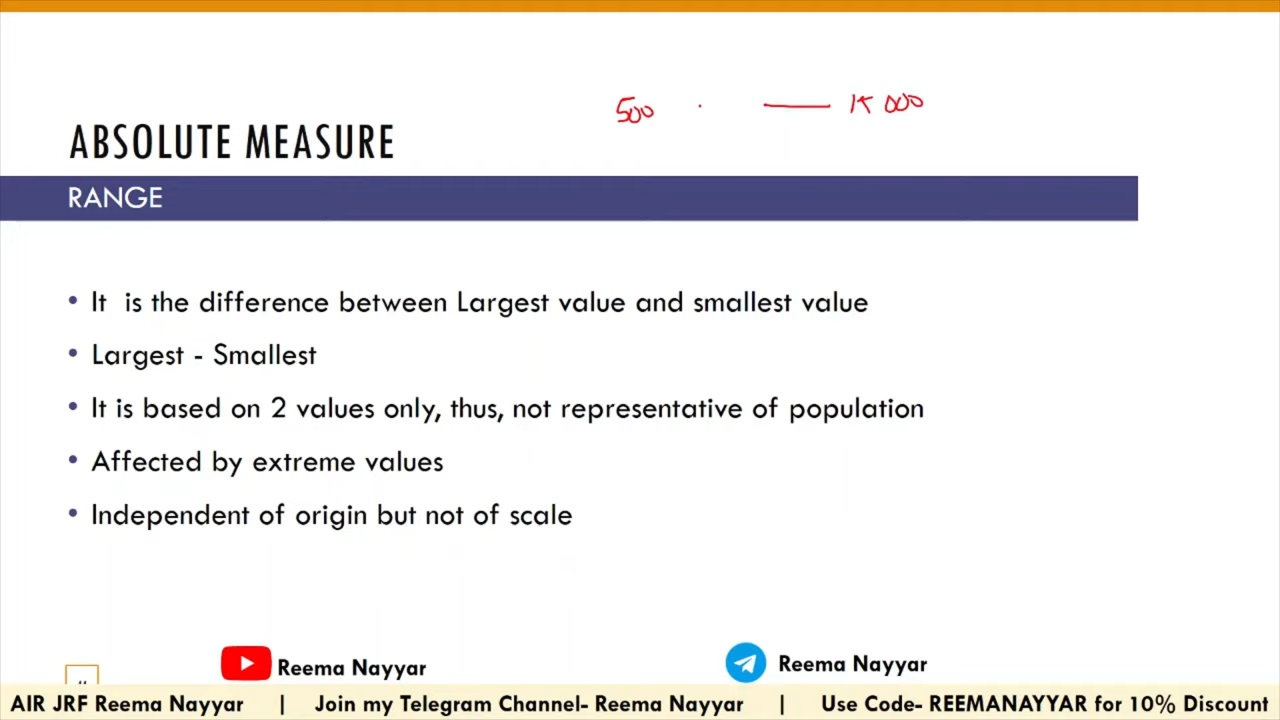 500 — 15000
ABSOLUTE MEASURE
RANGE
• It is the difference between Largest value and smallest value
• Largest - Smallest
• It is based on 2 values only, thus, not representative of population
• Affected by extreme values
• Independent of origin but not of scale
Reema Nayyar
Reema Nayyar
AIR JRF Reema Nayyar | Join my Telegram Channel- Reema Nayyar | Use Code- REEMANAYYAR for 10% Discount